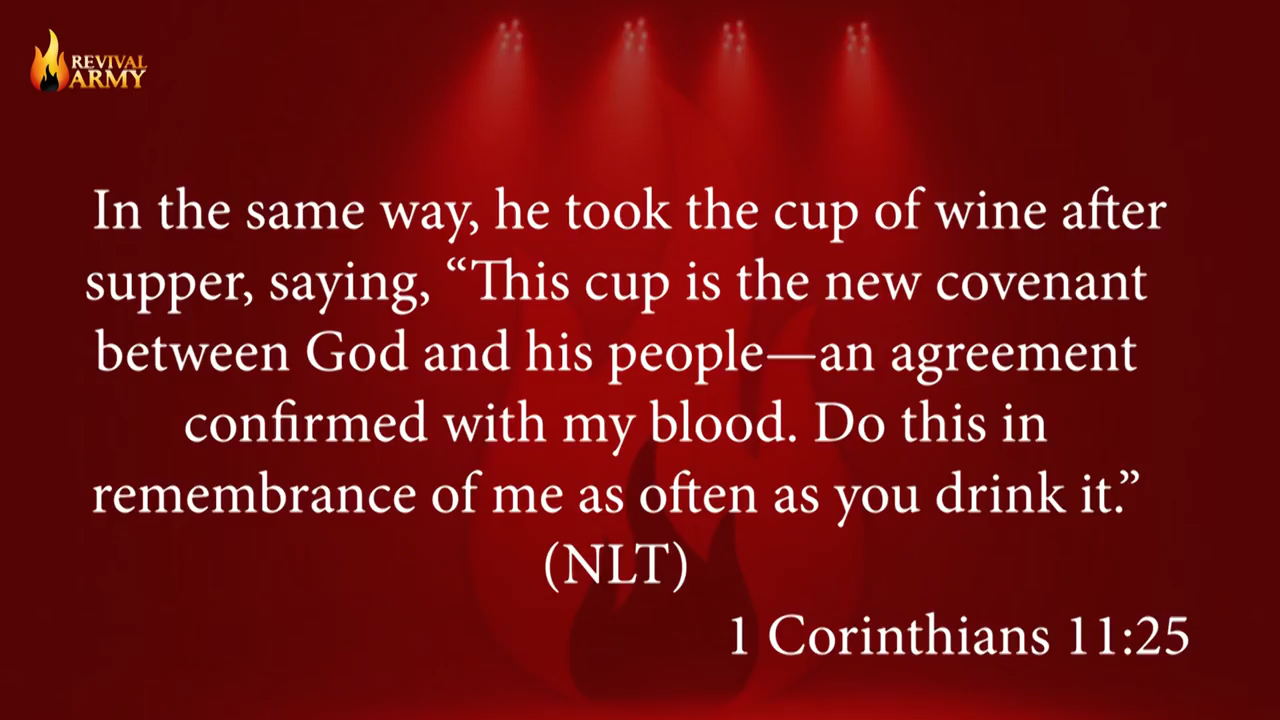 REVIVAL
ARMY
In the same way, he took the cup of wine after
supper, saying, “This cup is the new covenant
between God and his people—an agreement
confirmed with my blood. Do this in
remembrance of me as often as you drink it.”
(NLT)
1 Corinthians 11:25